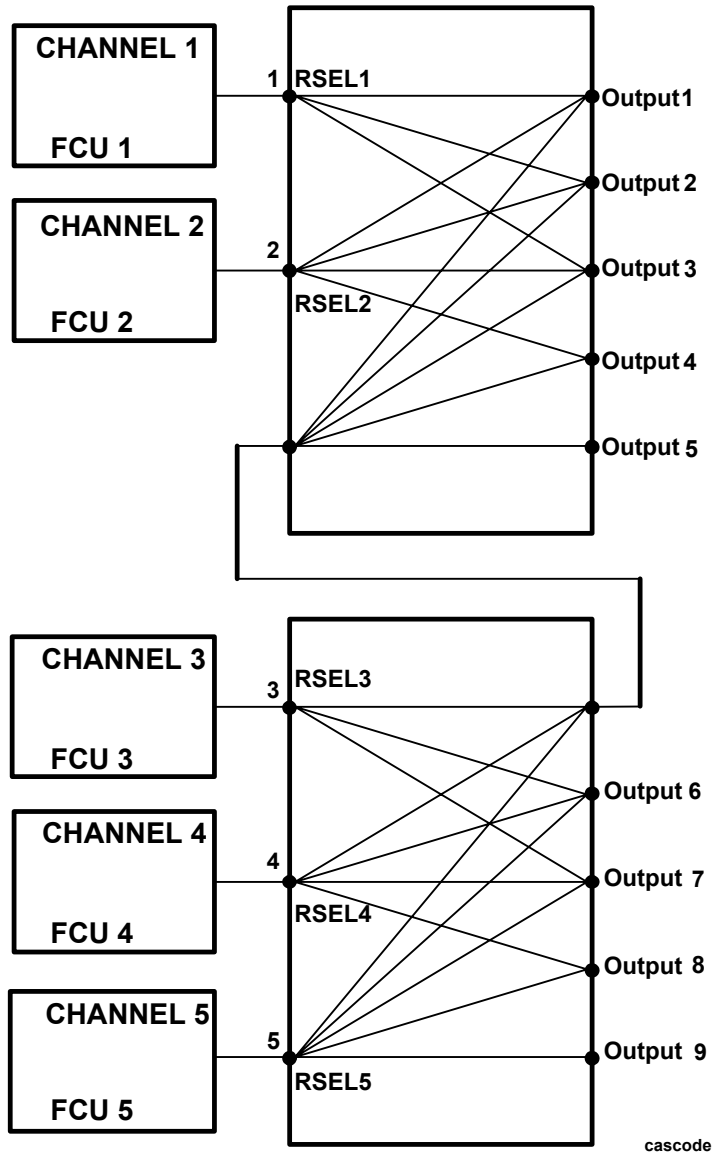 CHANNEL 1
FCU 1
1 RSEL1
Output 1
Output 2
CHANNEL 2
FCU 2
2
RSEL2
Output 3
Output 4
Output 5
CHANNEL 3
FCU 3
3
RSEL3
Output 6
CHANNEL 4
FCU 4
4
RSEL4
Output 7
Output 8
CHANNEL 5
FCU 5
5
RSEL5
Output 9
cascode